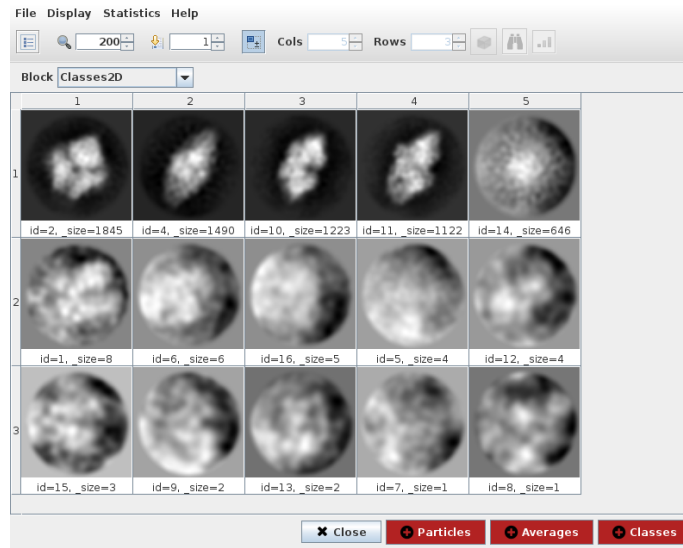 File Display Statistics Help
200 1 Cols 5 Rows 3
Block Classes2D
1 2 3 4 5
1
id=2, _size=1845 id=4, _size=1490 id=10, _size=1223 id=11, _size=1122 id=14, _size=646
2
id=1, _size=8 id=6, _size=6 id=16, _size=5 id=5, _size=4 id=12, _size=4
3
id=15, _size=3 id=9, _size=2 id=13, _size=2 id=7, _size=1 id=8, _size=1
Close Particles Averages Classes